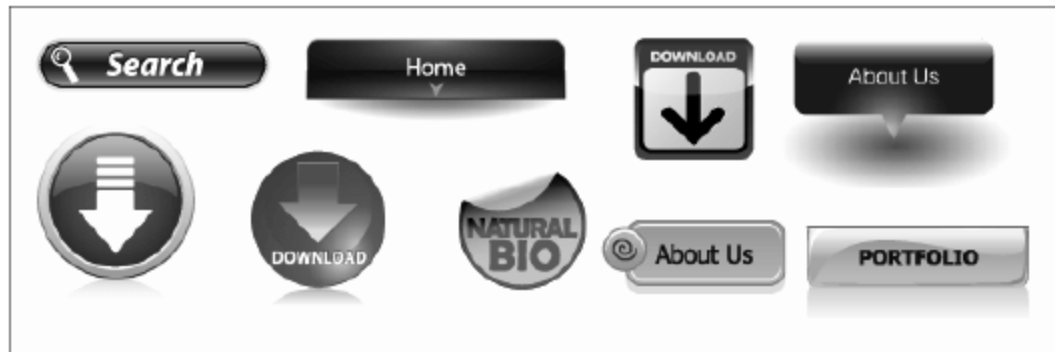 Search
Home
DOWNLOAD
About Us
DOWNLOAD
NATURAL
BIO
About Us
PORTFOLIO